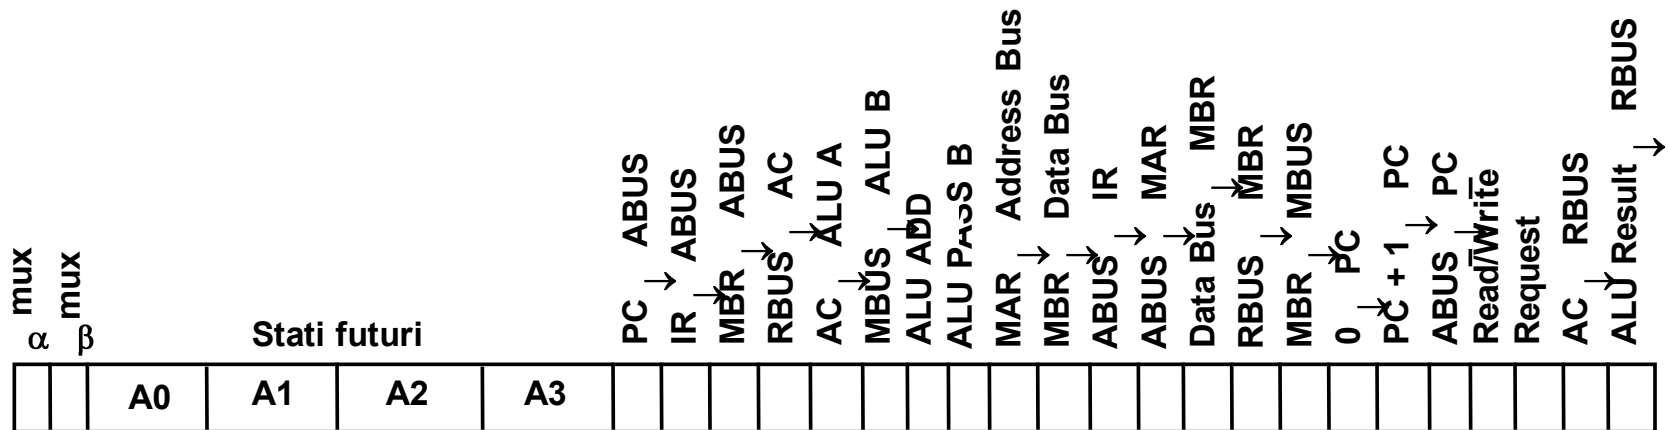 mux α
mux β
Stati futuri
PC → ABUS
IR → ABUS
MBR → ABUS
RBUS → AC
AC → ALU A
MBUS → ALU B
ALU ADD
ALU PASS B
MAR → Address Bus
MBR → Data Bus
ABUS → IR
ABUS → MAR
Data Bus → MBR
RBUS → MBR
MBR → MBUS
0 → PC
PC + 1 → PC
ABUS → PC
Read/Write
Request
AC → RBUS
ALU Result → RBUS
A0 A1 A2 A3